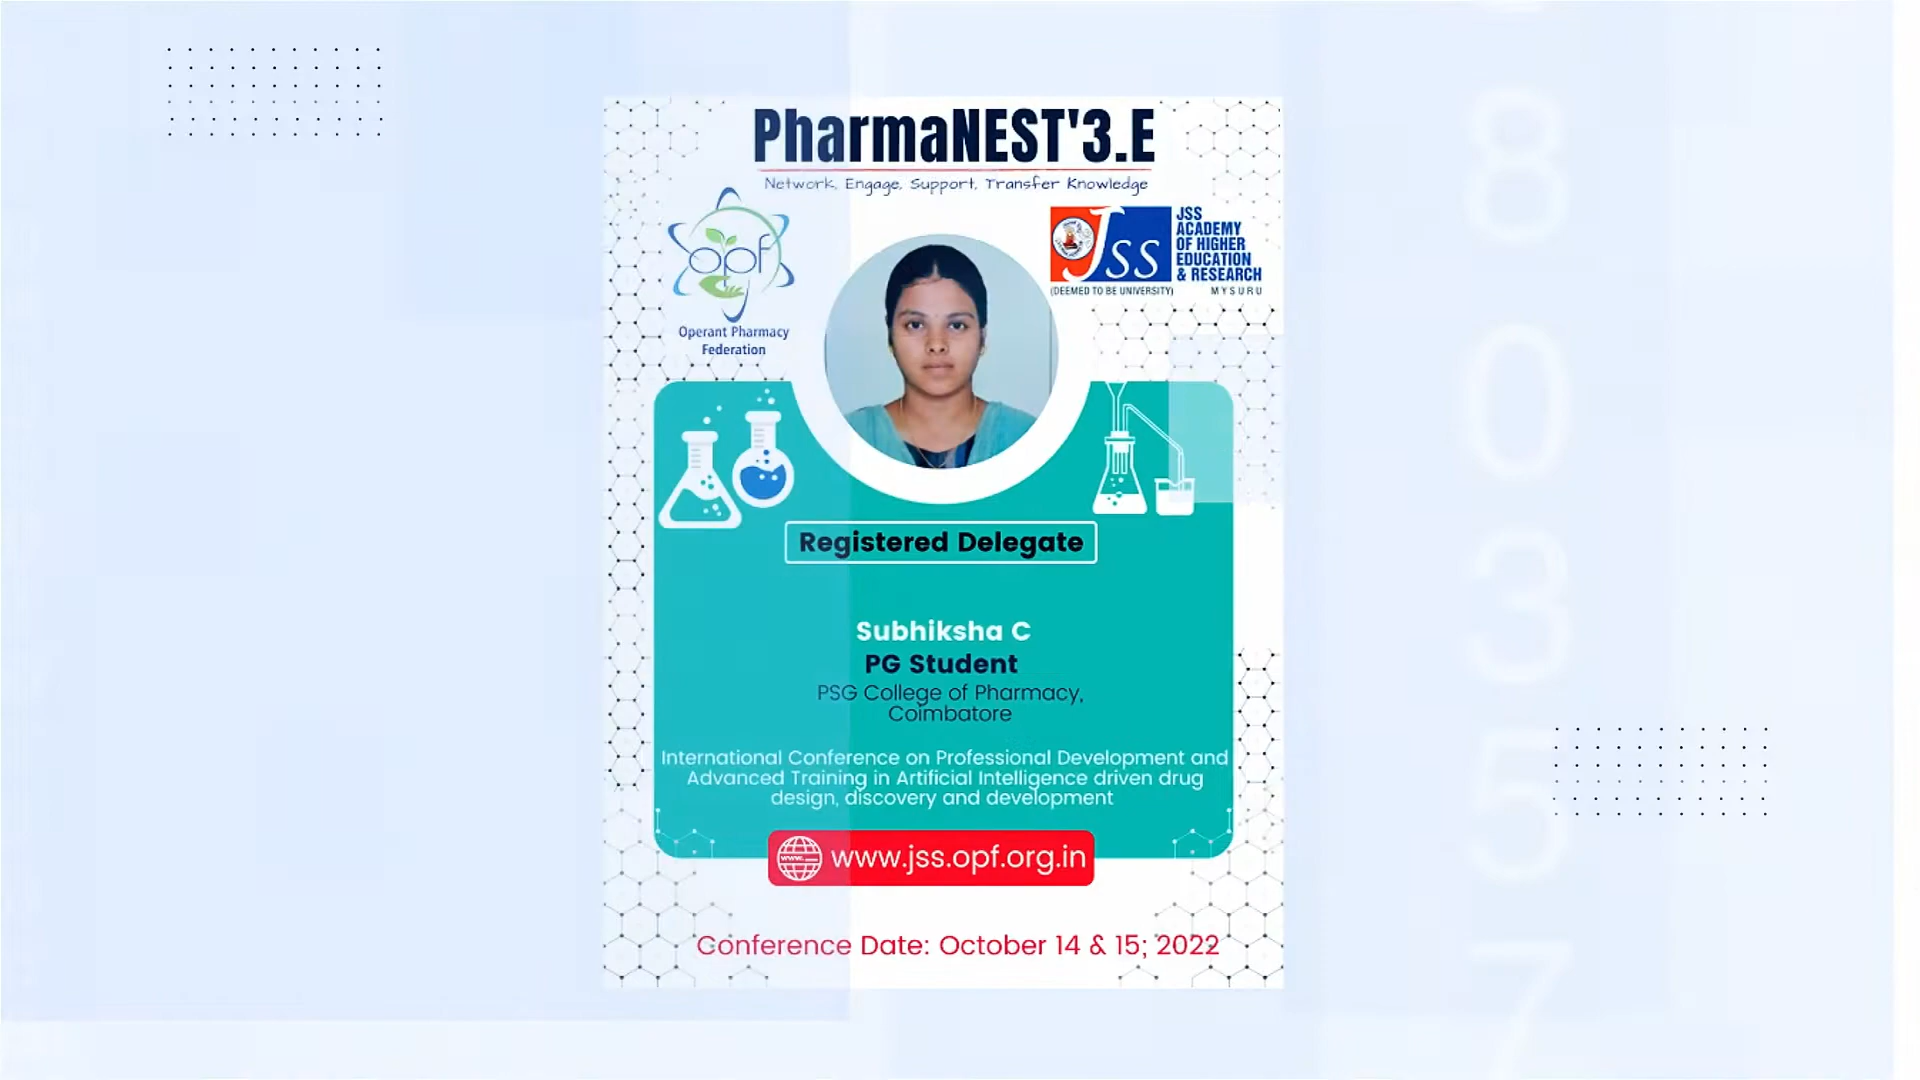 PharmaNEST'3.E
Network, Engage, Support, Transfer Knowledge
opf
Operant Pharmacy
Federation
JSS
JSS
ACADEMY
OF HIGHER
EDUCATION
& RESEARCH
(DEEMED TO BE UNIVERSITY) MYSURU
Registered Delegate
Subhiksha C
PG Student
PSG College of Pharmacy,
Coimbatore
International Conference on Professional Development and
Advanced Training in Artificial Intelligence driven drug
design, discovery and development
www.jss.opf.org.in
Conference Date: October 14 & 15; 2022
8
0
3
5
7